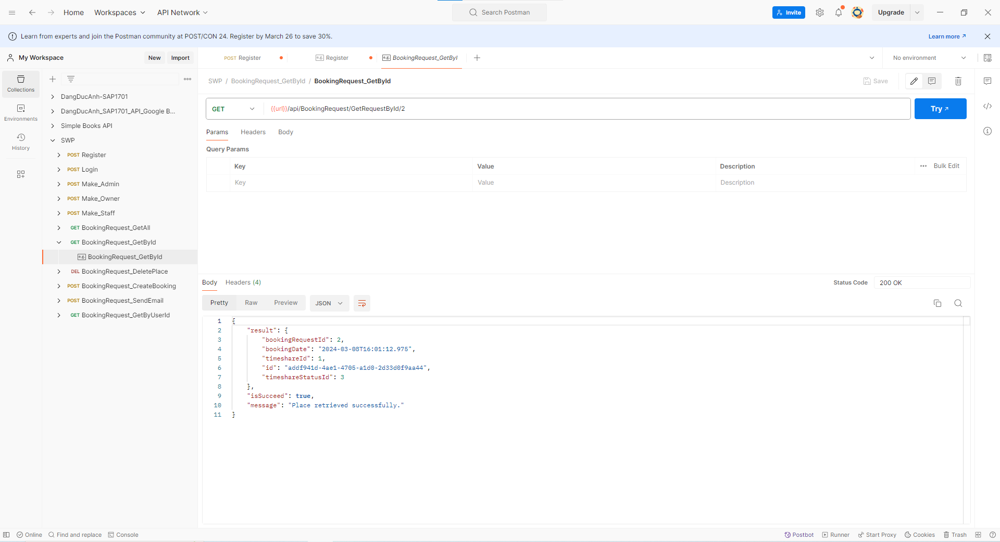 Home Workspaces API Network Search Postman Invite Upgrade
Learn from experts and join the Postman community at POST/CON 24. Register by March 26 to save 30%. Learn more
My Workspace New Import POST Register e.g. Register e.g. BookingRequest_GetByI No environment
Collections
Environments
History
DangDucAnh-SAP1701
DangDucAnh_SAP1701_API_Google B...
Simple Books API
SWP
POST Register
POST Login
POST Make_Admin
POST Make_Owner
POST Make_Staff
GET BookingRequest_GetAll
GET BookingRequest_GetById
e.g. BookingRequest_GetById
DEL BookingRequest_DeletePlace
POST BookingRequest_CreateBooking
POST BookingRequest_SendEmail
GET BookingRequest_GetByUserId
SWP / BookingRequest_GetById / BookingRequest_GetById Save
GET {{url}}/api/BookingRequest/GetRequestById/2 Try
Params Headers Body
Query Params
Key Value Description Bulk Edit
Key Value Description
Body Headers (4) Status Code 200 OK
Pretty Raw Preview JSON
1 {
2 "result": {
3 "bookingRequestId": 2,
4 "bookingDate": "2024-03-08T16:01:12.975",
5 "timeshareId": 1,
6 "id": "addf941d-4ae1-4705-a1d0-2d33d0f9aa44",
7 "timeshareStatusId": 3
8 },
9 "isSucceed": true,
10 "message": "Place retrieved successfully."
11 }
Online Find and replace Console Postbot Runner Start Proxy Cookies Trash